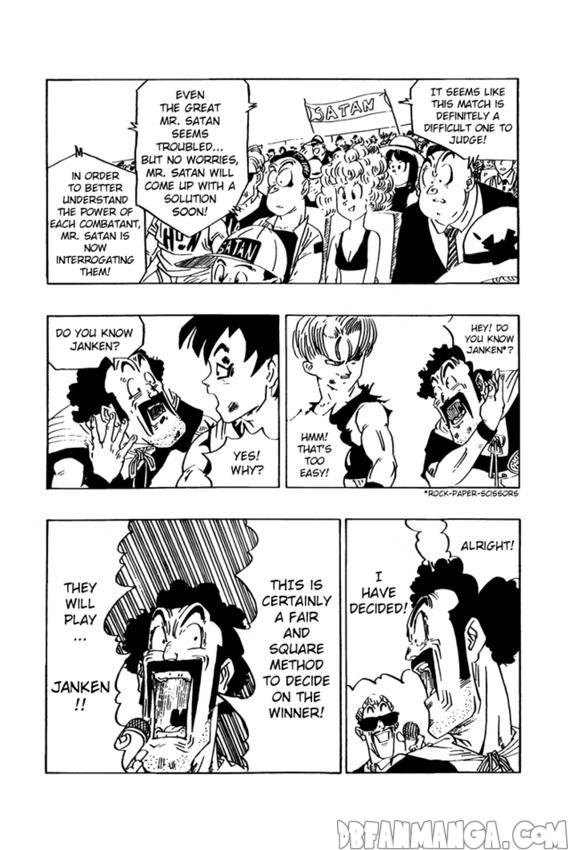 IT SEEMS LIKE
THIS MATCH IS
DEFINITELY A
DIFFICULT ONE TO
JUDGE!
SATAN
EVEN
THE GREAT
MR. SATAN
SEEMS
TROUBLED...
BUT NO WORRIES,
MR. SATAN WILL
COME UP WITH A
SOLUTION
SOON!
IN ORDER
TO BETTER
UNDERSTAND
THE POWER OF
EACH COMBATANT,
MR. SATAN IS
NOW
INTERROGATING
THEM!
SATAN
HEY! DO
YOU KNOW
JANKEN*?
HMM!
THAT'S
TOO
EASY!
*ROCK-PAPER-SCISSORS
DO YOU KNOW
JANKEN?
YES!
WHY?
ALRIGHT!
I
HAVE
DECIDED!
THIS IS
CERTAINLY
A FAIR
AND
SQUARE
METHOD
TO DECIDE
ON THE
WINNER!
THEY
WILL
PLAY
...
JANKEN
!!
DBFANMANGA.COM